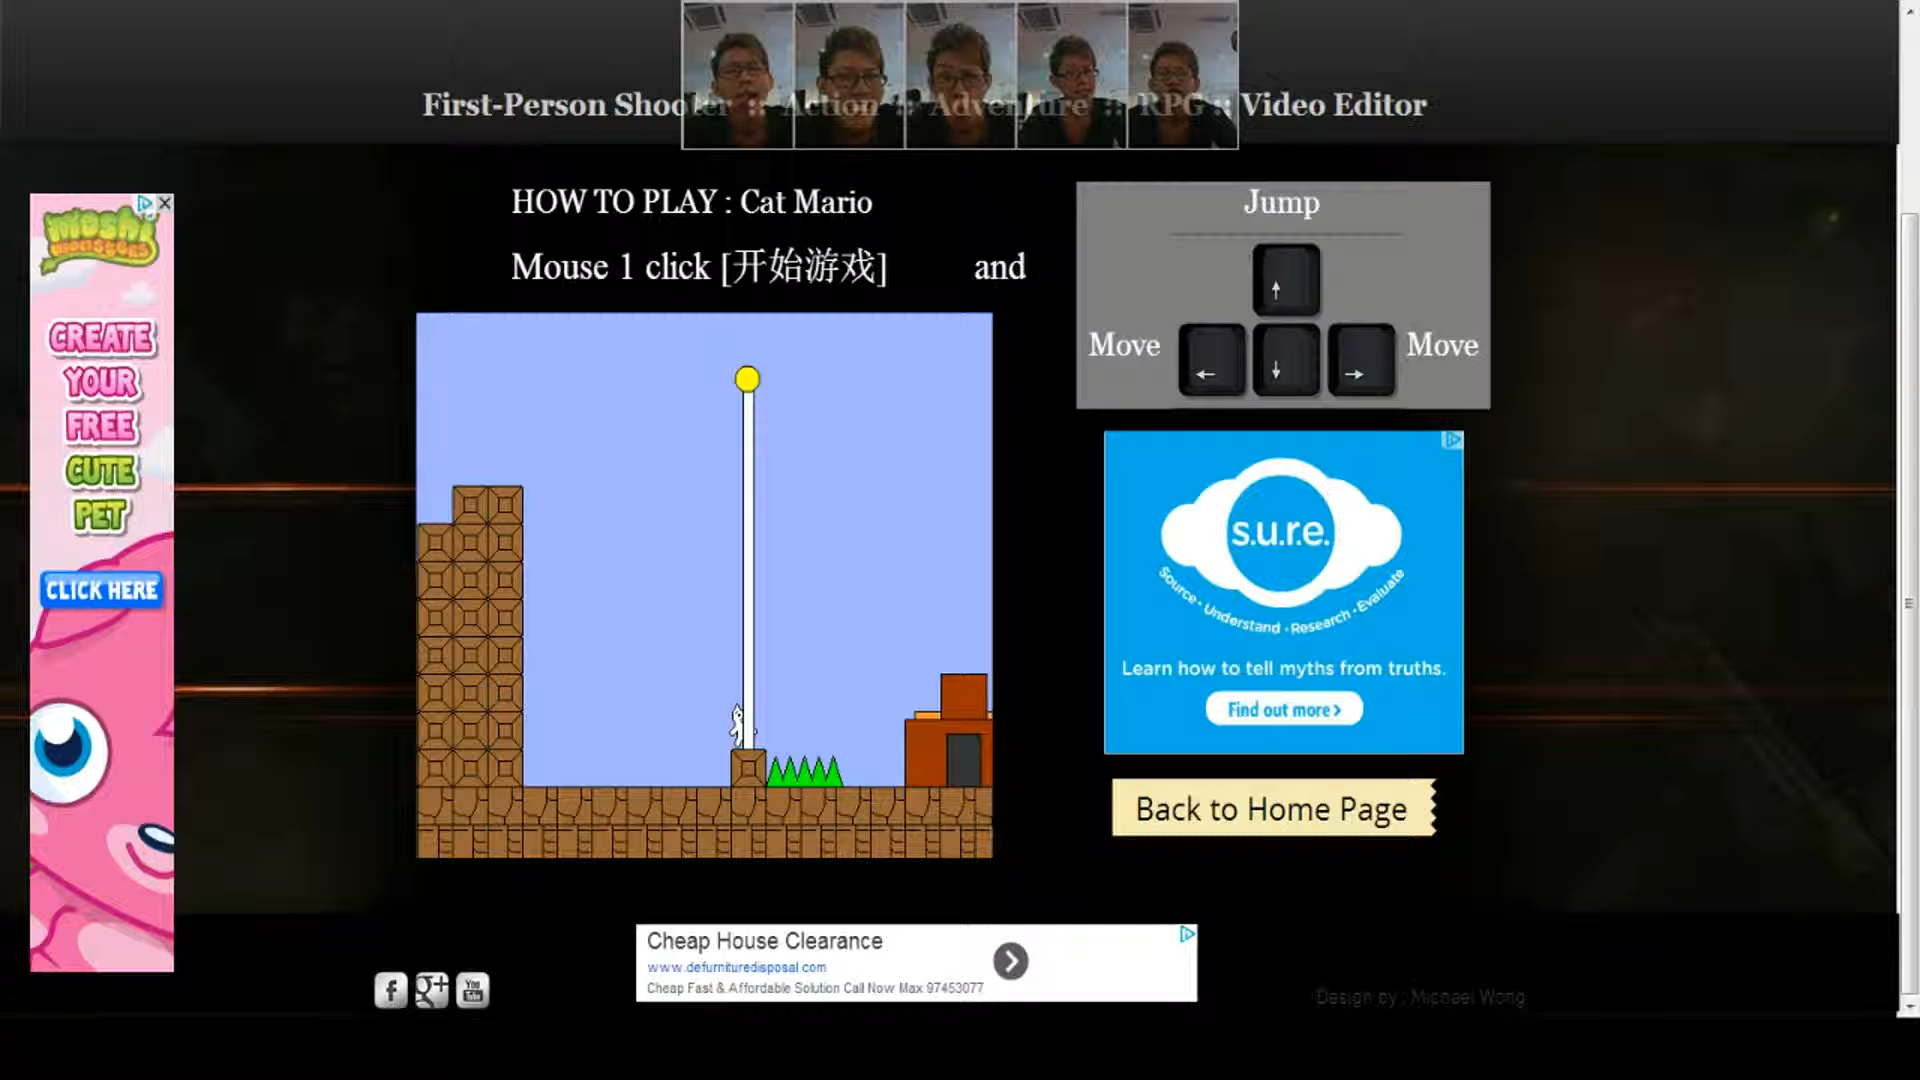 First-Person Shooter :: Action :: Adventure :: RPG :: Video Editor
HOW TO PLAY : Cat Mario
Mouse 1 click [开始游戏] and
Jump
↑
Move ← ↓ → Move
moshi monsters
CREATE
YOUR
FREE
CUTE
PET
CLICK HERE
s.u.r.e.
Source · Understand · Research · Evaluate
Learn how to tell myths from truths.
Find out more >
Back to Home Page
Cheap House Clearance
www.defurnituredisposal.com
Cheap Fast & Affordable Solution Call Now Max 97453077
f g+ You Tube
Design by : Michael Wong